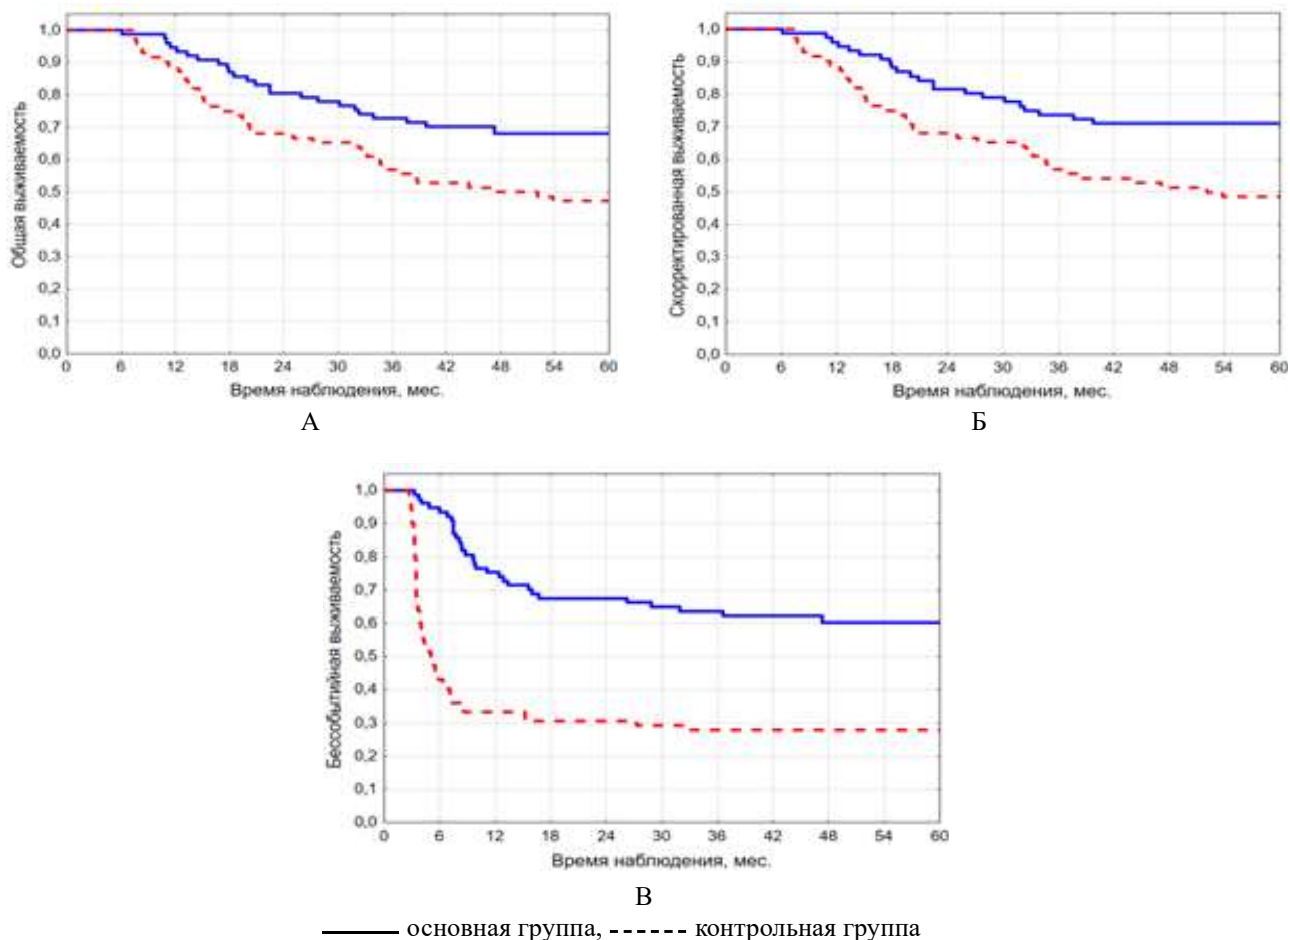 Общая выживаемость
1,0
0,9
0,8
0,7
0,6
0,5
0,4
0,3
0,2
0,1
0,0
0 6 12 18 24 30 36 42 48 54 60
Время наблюдения, мес.
А
Скорректированная выживаемость
1,0
0,9
0,8
0,7
0,6
0,5
0,4
0,3
0,2
0,1
0,0
0 6 12 18 24 30 36 42 48 54 60
Время наблюдения, мес.
Б
Бессобытийная выживаемость
1,0
0,9
0,8
0,7
0,6
0,5
0,4
0,3
0,2
0,1
0,0
0 6 12 18 24 30 36 42 48 54 60
Время наблюдения, мес.
В
основная группа, контрольная группа